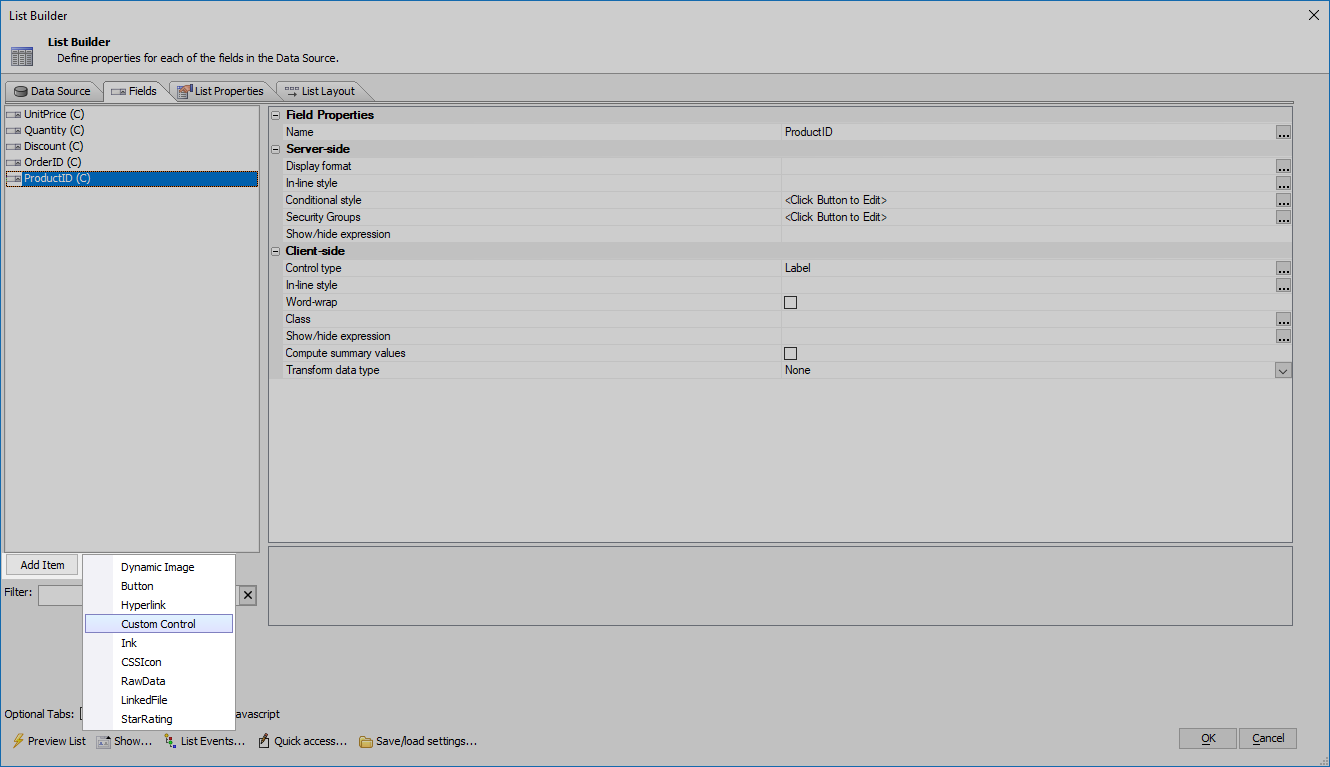 List Builder
List Builder
Define properties for each of the fields in the Data Source.
Data Source Fields List Properties List Layout
UnitPrice (C)
Quantity (C)
Discount (C)
OrderID (C)
ProductID (C)
Field Properties
Name ProductID ...
Server-side
Display format ...
In-line style ...
Conditional style <Click Button to Edit> ...
Security Groups <Click Button to Edit> ...
Show/hide expression
Client-side
Control type Label ...
In-line style ...
Word-wrap
Class ...
Show/hide expression ...
Compute summary values
Transform data type None
Add Item
Filter:
Dynamic Image
Button
Hyperlink
Custom Control
Ink
CSSIcon
RawData
LinkedFile
StarRating
Optional Tabs: avascript
Preview List Show... List Events... Quick access... Save/load settings...
OK Cancel